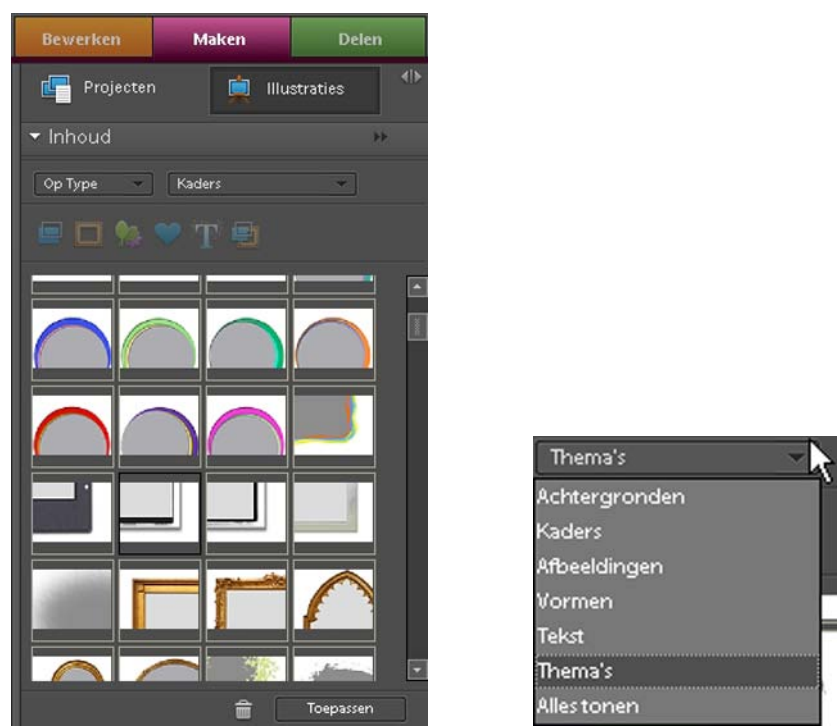 Bewerken Maken Delen
Projecten Illustraties
Inhoud
Op Type Kaders
T
Toepassen
Thema's
Achtergronden
Kaders
Afbeeldingen
Vormen
Tekst
Thema's
Alles tonen